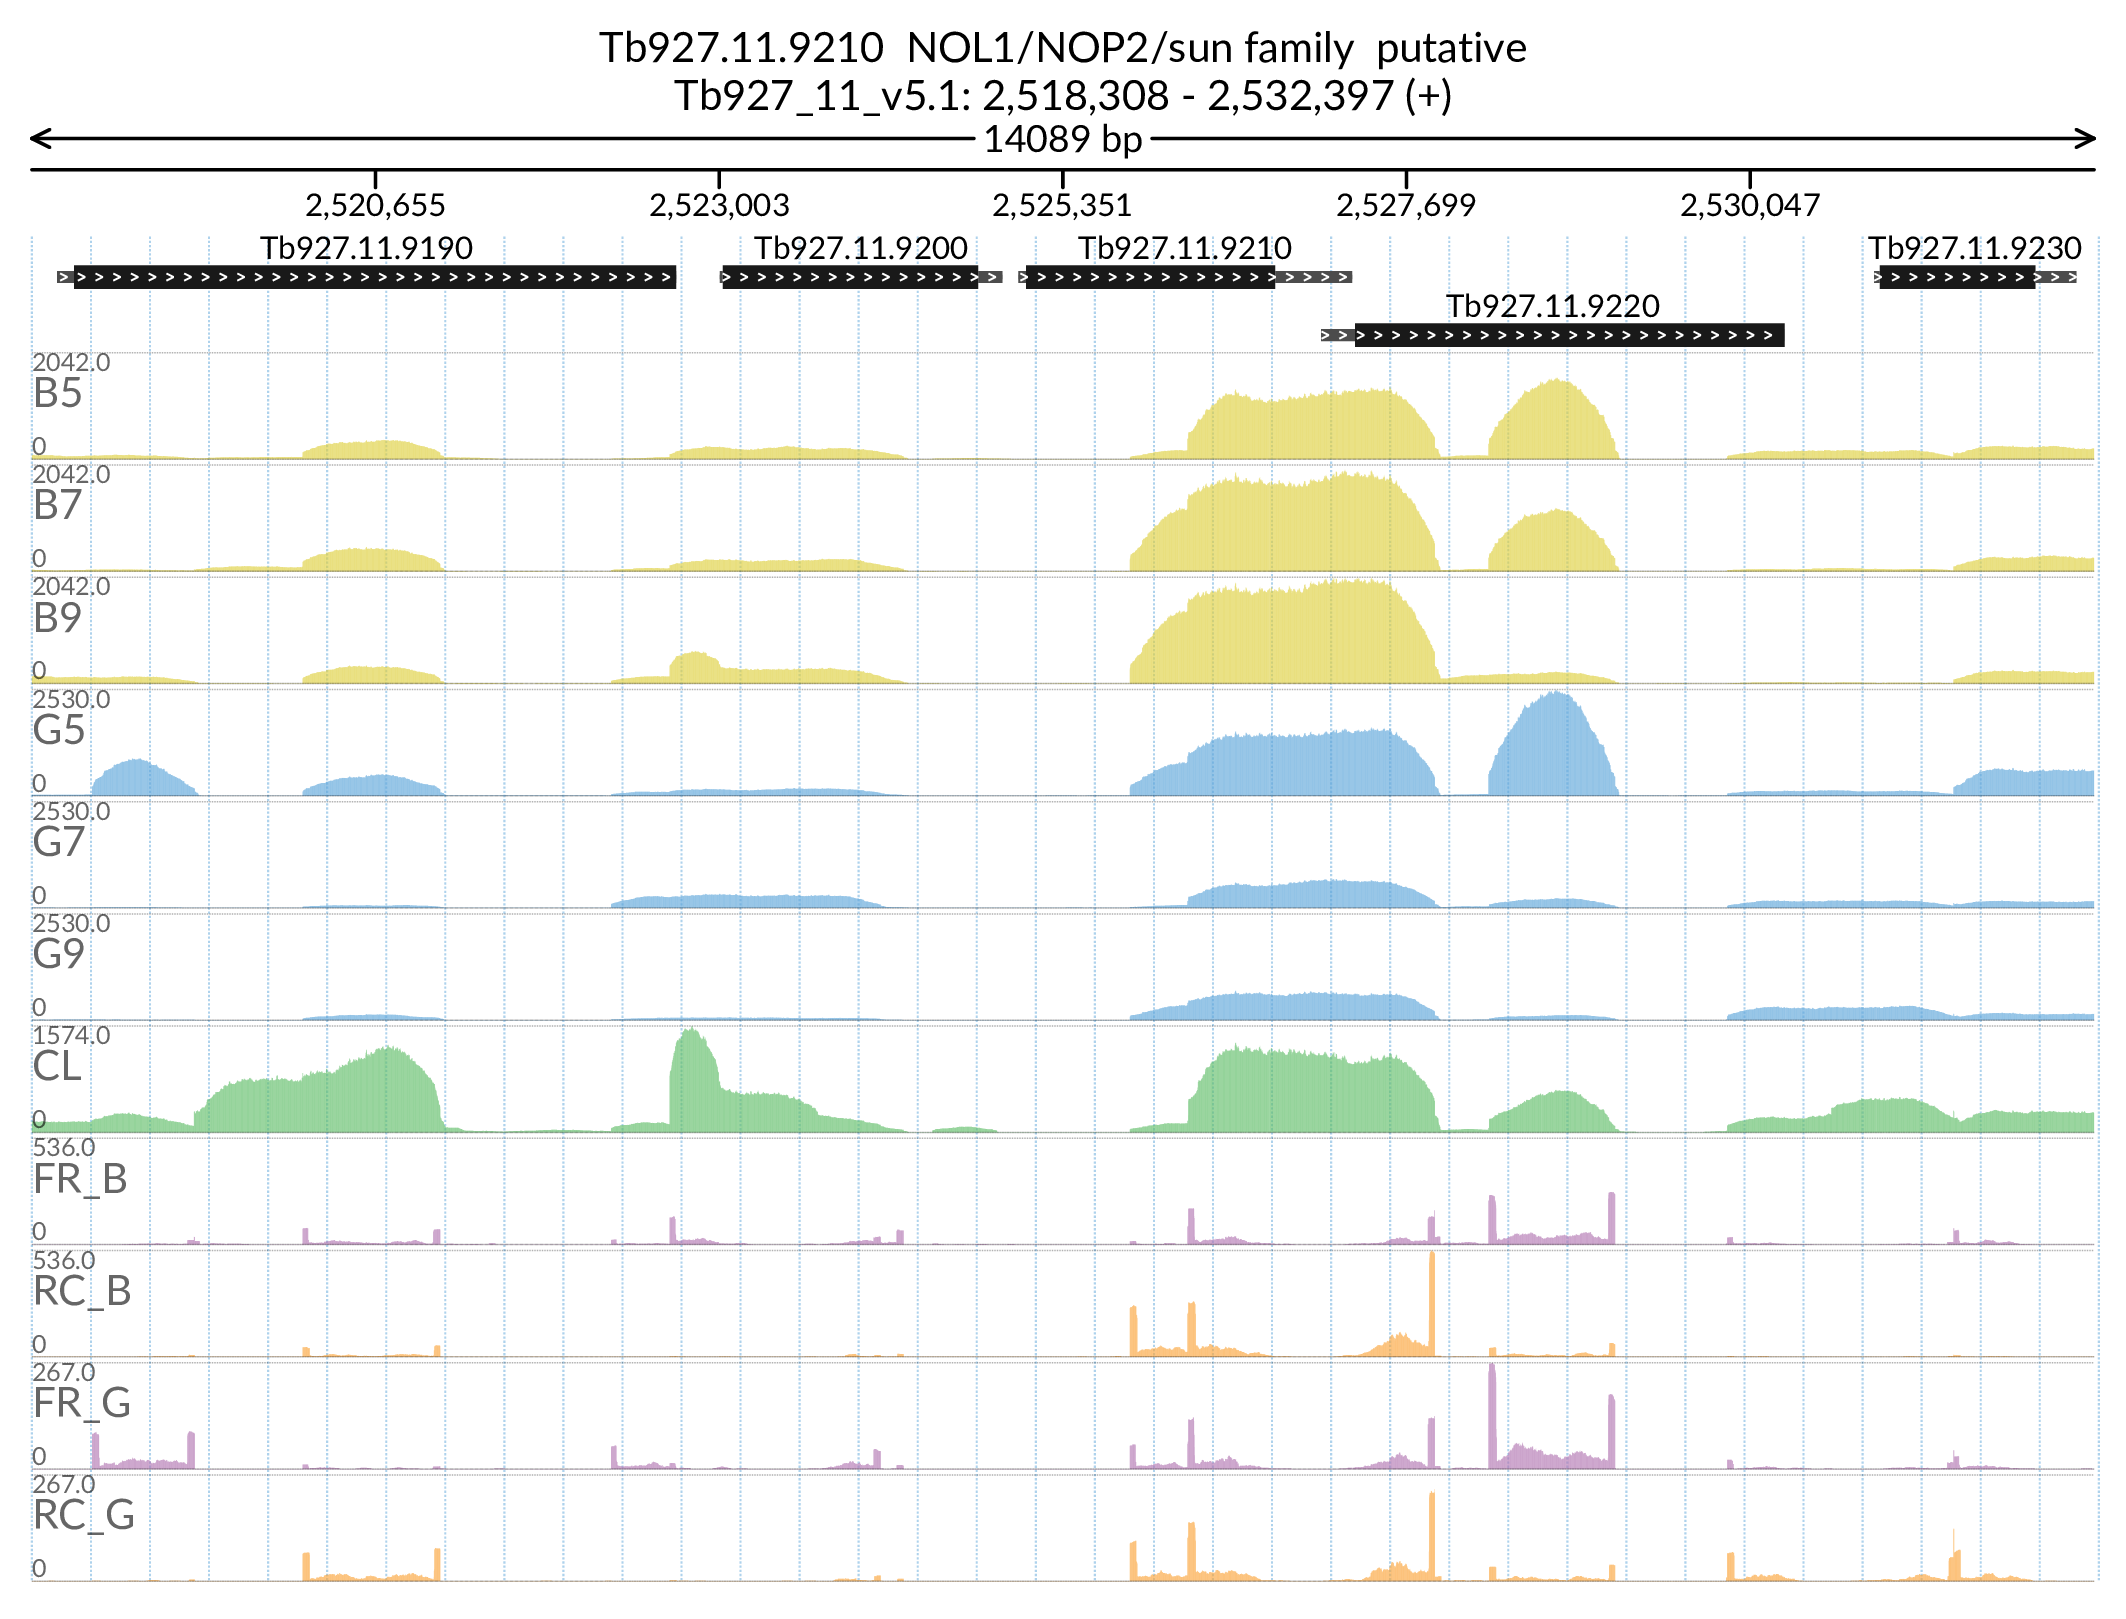 Tb927.11.9210  NOL1/NOP2/sun family  putative
Tb927_11_v5.1: 2,518,308 - 2,532,397 (+)
14089 bp
2,520,655 2,523,003 2,525,351 2,527,699 2,530,047
Tb927.11.9190 Tb927.11.9200 Tb927.11.9210 Tb927.11.9230
Tb927.11.9220
2042.0
B5
0
2042.0
B7
0
2042.0
B9
0
2530.0
G5
0
2530.0
G7
0
2530.0
G9
0
1574.0
CL
0
536.0
FR_B
0
536.0
RC_B
0
267.0
FR_G
0
267.0
RC_G
0